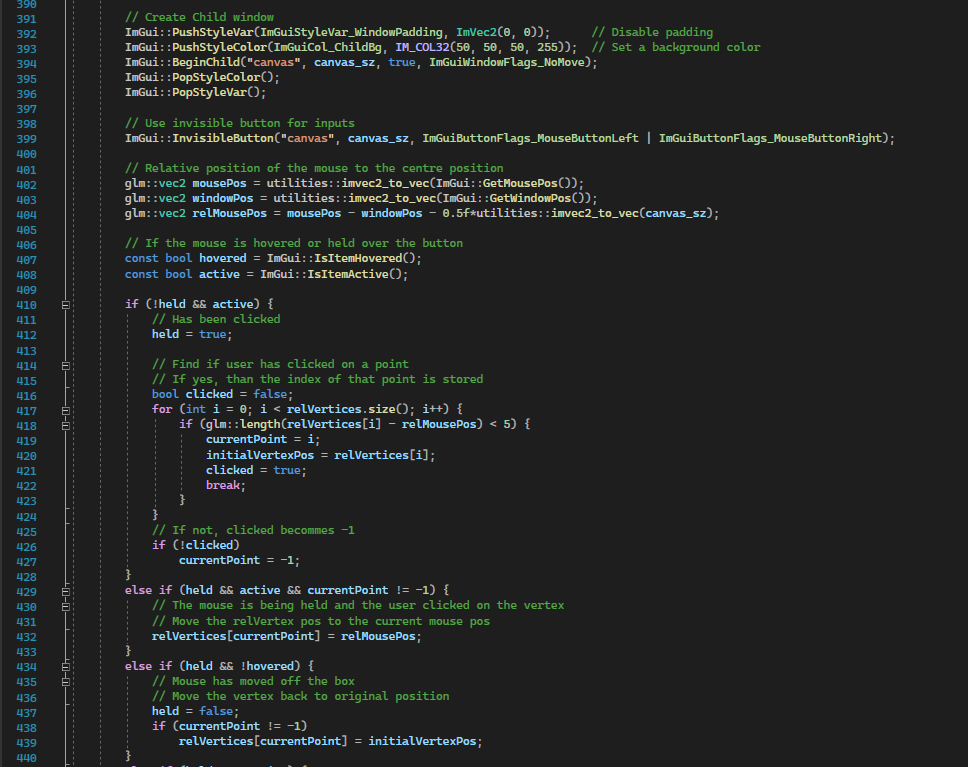 390
391 // Create Child window
392 ImGui::PushStyleVar(ImGuiStyleVar_WindowPadding, ImVec2(0, 0)); // Disable padding
393 ImGui::PushStyleColor(ImGuiCol_ChildBg, IM_COL32(50, 50, 50, 255)); // Set a background color
394 ImGui::BeginChild("canvas", canvas_sz, true, ImGuiWindowFlags_NoMove);
395 ImGui::PopStyleColor();
396 ImGui::PopStyleVar();
397
398 // Use invisible button for inputs
399 ImGui::InvisibleButton("canvas", canvas_sz, ImGuiButtonFlags_MouseButtonLeft | ImGuiButtonFlags_MouseButtonRight);
400
401 // Relative position of the mouse to the centre position
402 glm::vec2 mousePos = utilities::imvec2_to_vec(ImGui::GetMousePos());
403 glm::vec2 windowPos = utilities::imvec2_to_vec(ImGui::GetWindowPos());
404 glm::vec2 relMousePos = mousePos - windowPos - 0.5f*utilities::imvec2_to_vec(canvas_sz);
405
406 // If the mouse is hovered or held over the button
407 const bool hovered = ImGui::IsItemHovered();
408 const bool active = ImGui::IsItemActive();
409
410 if (!held && active) {
411 // Has been clicked
412 held = true;
413
414 // Find if user has clicked on a point
415 // If yes, than the index of that point is stored
416 bool clicked = false;
417 for (int i = 0; i < relVertices.size(); i++) {
418 if (glm::length(relVertices[i] - relMousePos) < 5) {
419 currentPoint = i;
420 initialVertexPos = relVertices[i];
421 clicked = true;
422 break;
423 }
424 }
425 // If not, clicked becommes -1
426 if (!clicked)
427 currentPoint = -1;
428 }
429 else if (held && active && currentPoint != -1) {
430 // The mouse is being held and the user clicked on the vertex
431 // Move the relVertex pos to the current mouse pos
432 relVertices[currentPoint] = relMousePos;
433 }
434 else if (held && !hovered) {
435 // Mouse has moved off the box
436 // Move the vertex back to original position
437 held = false;
438 if (currentPoint != -1)
439 relVertices[currentPoint] = initialVertexPos;
440 }